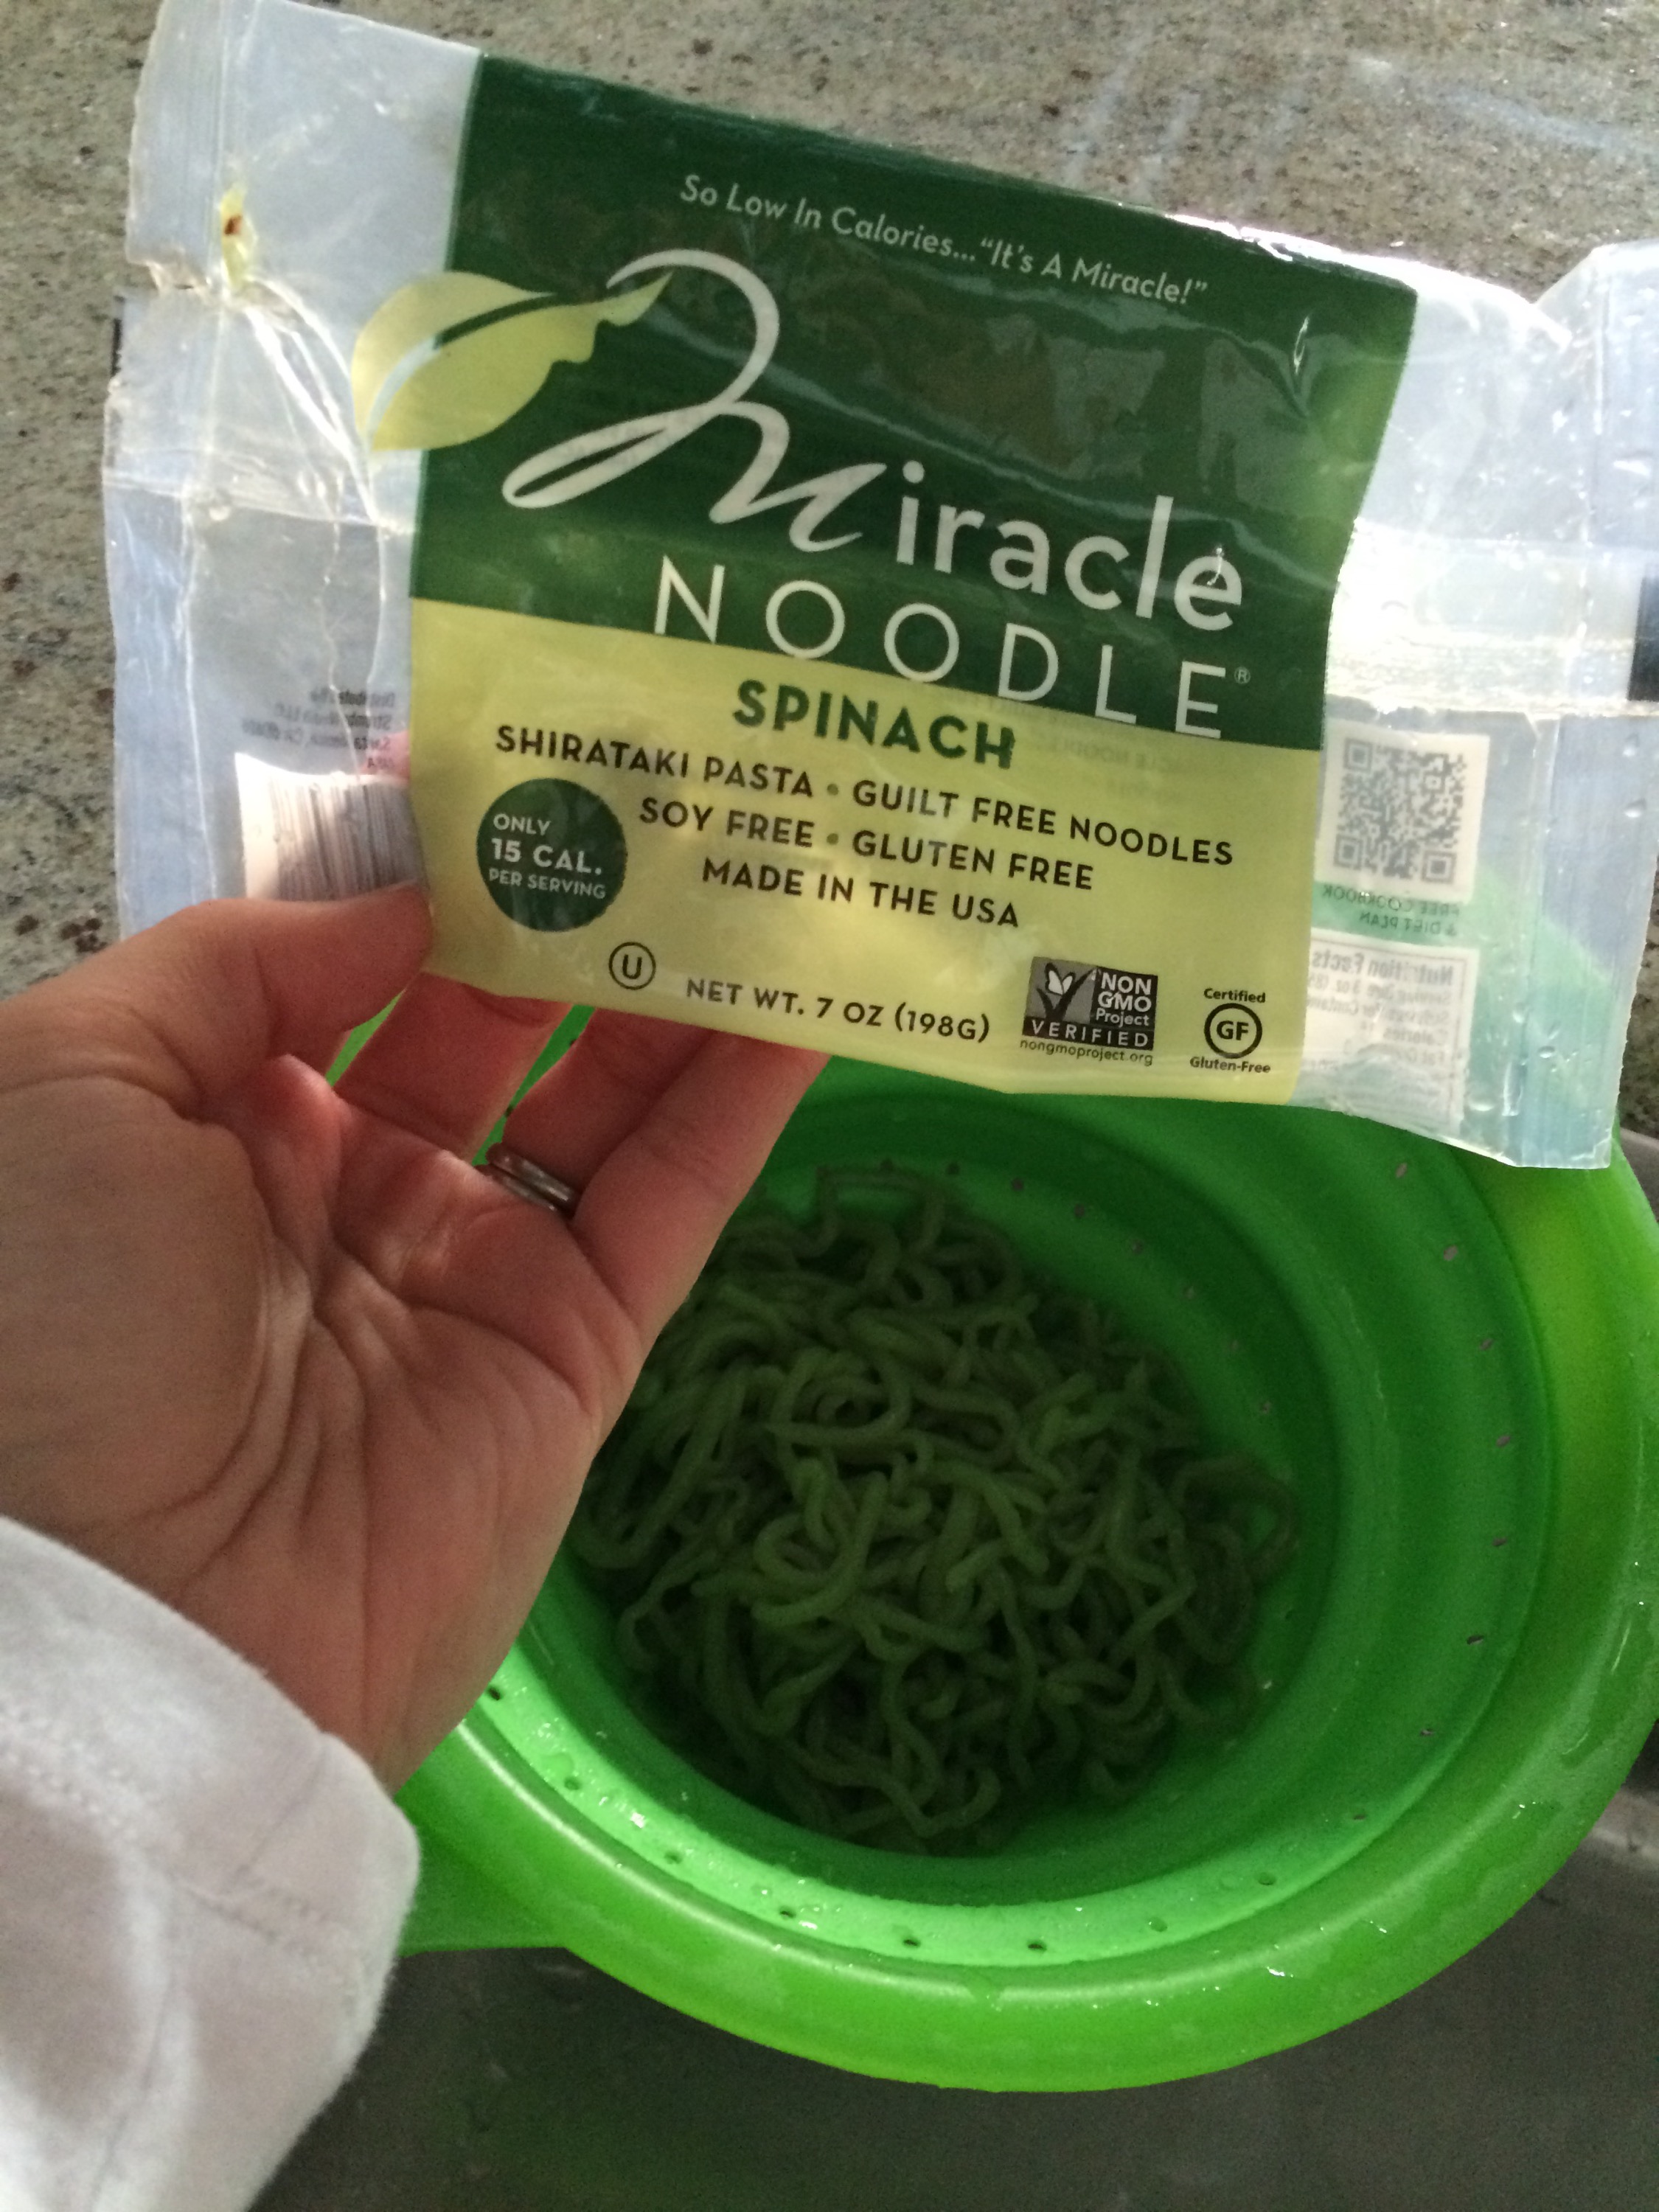 So Low In Calories... "It's A Miracle!"
Miracle
NOODLE®
SPINACH
SHIRATAKI PASTA • GUILT FREE NOODLES
SOY FREE • GLUTEN FREE
MADE IN THE USA
ONLY
15 CAL.
PER SERVING
U
NET WT. 7 OZ (198G)
NON
GMO
Project
VERIFIED
nongmoproject.org
Certified
GF
Gluten-Free
FREE COOKBOOK
& DIET PLAN
Nutrition Facts